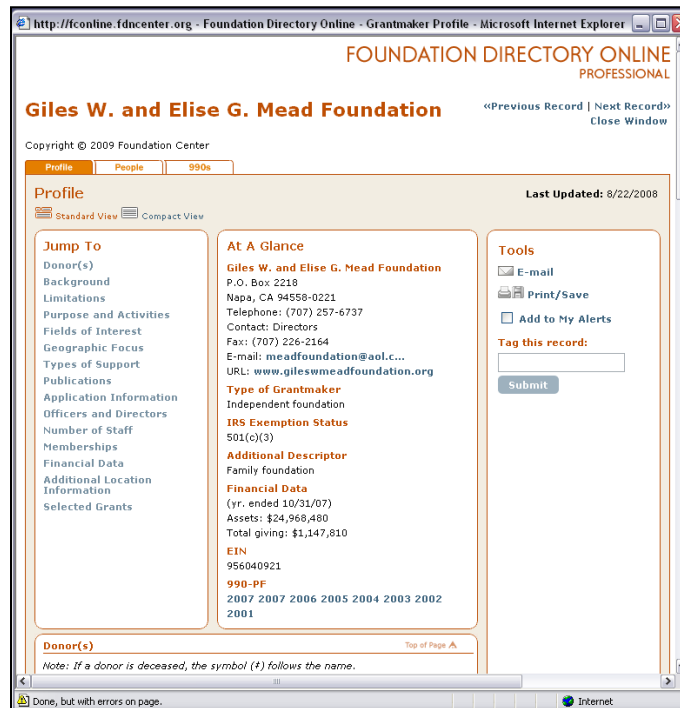 http://fconline.fdncenter.org - Foundation Directory Online - Grantmaker Profile - Microsoft Internet Explorer
FOUNDATION DIRECTORY ONLINE
PROFESSIONAL
Giles W. and Elise G. Mead Foundation
«Previous Record | Next Record»
Close Window
Copyright © 2009 Foundation Center
Profile People 990s
Profile
Last Updated: 8/22/2008
Standard View Compact View
Jump To
Donor(s)
Background
Limitations
Purpose and Activities
Fields of Interest
Geographic Focus
Types of Support
Publications
Application Information
Officers and Directors
Number of Staff
Memberships
Financial Data
Additional Location
Information
Selected Grants
At A Glance
Giles W. and Elise G. Mead Foundation
P.O. Box 2218
Napa, CA 94558-0221
Telephone: (707) 257-6737
Contact: Directors
Fax: (707) 226-2164
E-mail: meadfoundation@aol.c...
URL: www.gileswmeadfoundation.org
Type of Grantmaker
Independent foundation
IRS Exemption Status
501(c)(3)
Additional Descriptor
Family foundation
Financial Data
(yr. ended 10/31/07)
Assets: $24,968,480
Total giving: $1,147,810
EIN
956040921
990-PF
2007 2007 2006 2005 2004 2003 2002
2001
Tools
E-mail
Print/Save
Add to My Alerts
Tag this record:
Submit
Donor(s)
Top of Page
Note: If a donor is deceased, the symbol (‡) follows the name.
Done, but with errors on page.
Internet